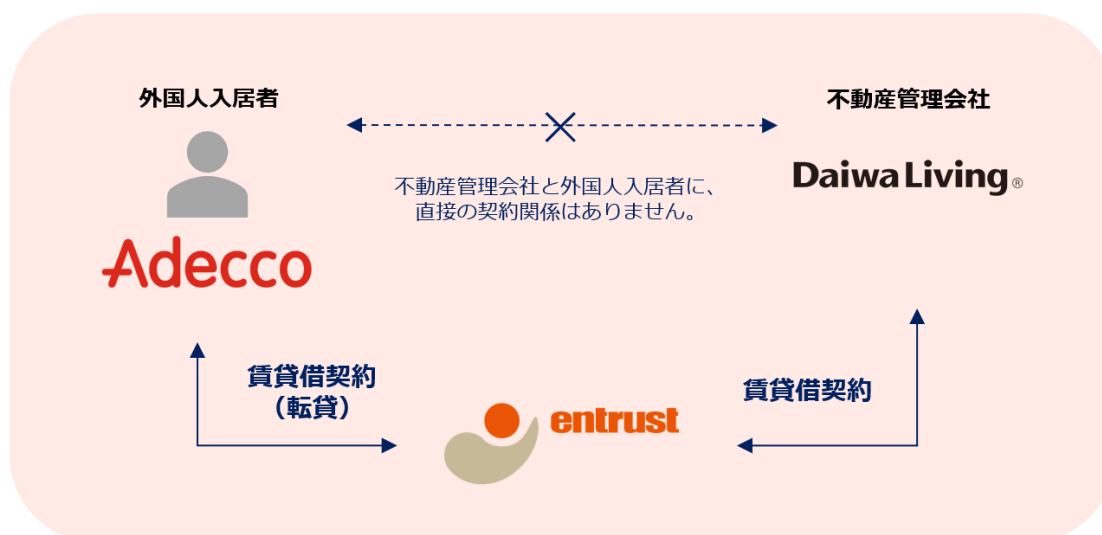 外国人入居者
不動産管理会社
不動産管理会社と外国人入居者に、
直接の契約関係はありません。
Daiwa Living®
Adecco
賃貸借契約
（転貸）
賃貸借契約
entrust